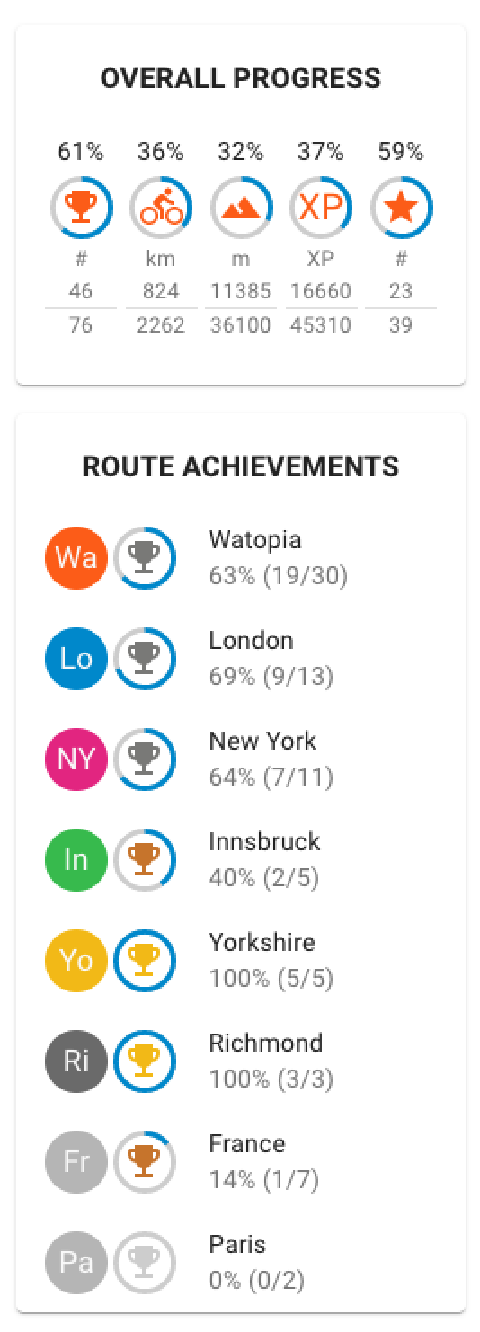 OVERALL PROGRESS
61% 36% 32% 37% 59%
XP
# km m XP #
46 824 11385 16660 23
76 2262 36100 45310 39
ROUTE ACHIEVEMENTS
Wa
Watopia
63% (19/30)
Lo
London
69% (9/13)
NY
New York
64% (7/11)
In
Innsbruck
40% (2/5)
Yo
Yorkshire
100% (5/5)
Ri
Richmond
100% (3/3)
Fr
France
14% (1/7)
Pa
Paris
0% (0/2)